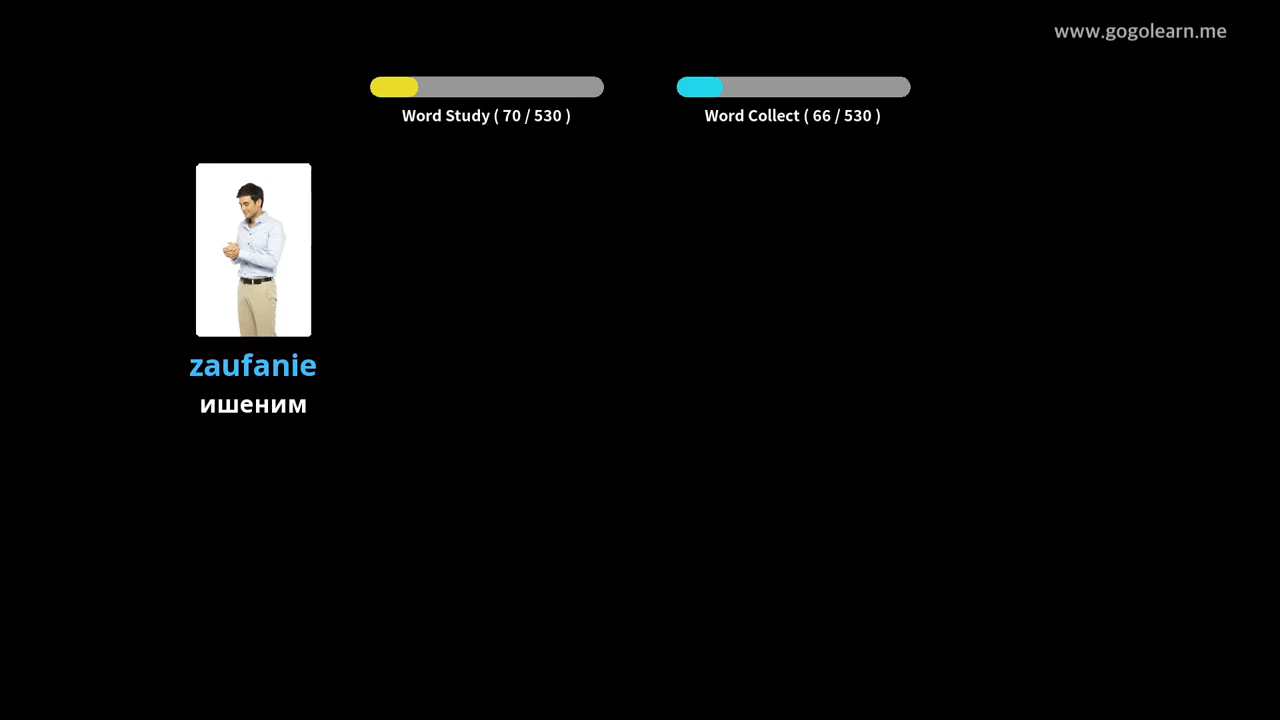 www.gogolearn.me
Word Study ( 70 / 530 )
Word Collect ( 66 / 530 )
zaufanie
ишеним